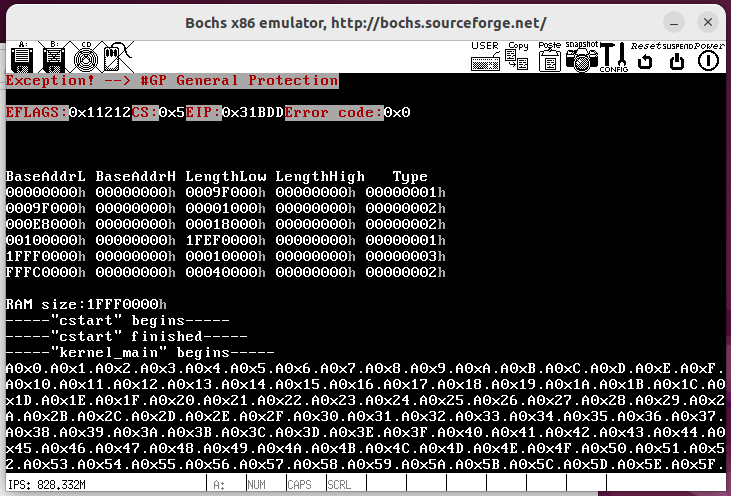 Bochs x86 emulator, http://bochs.sourceforge.net/
A: B: CD USER Copy Paste snapshot CONFIG Reset SUSPEND Power
Exception! --> #GP General Protection
EFLAGS:0x11212CS:0x5EIP:0x31BDDError code:0x0
BaseAddrL BaseAddrH LengthLow LengthHigh Type
00000000h 00000000h 0009F000h 00000000h 00000001h
0009F000h 00000000h 00001000h 00000000h 00000002h
000E8000h 00000000h 00018000h 00000000h 00000002h
00100000h 00000000h 1FEF0000h 00000000h 00000001h
1FFF0000h 00000000h 00010000h 00000000h 00000003h
FFFC0000h 00000000h 00040000h 00000000h 00000002h
RAM size:1FFF0000h
-----"cstart" begins-----
-----"cstart" finished-----
-----"kernel_main" begins-----
A0x0.A0x1.A0x2.A0x3.A0x4.A0x5.A0x6.A0x7.A0x8.A0x9.A0xA.A0xB.A0xC.A0xD.A0xE.A0xF.
A0x10.A0x11.A0x12.A0x13.A0x14.A0x15.A0x16.A0x17.A0x18.A0x19.A0x1A.A0x1B.A0x1C.A0
x1D.A0x1E.A0x1F.A0x20.A0x21.A0x22.A0x23.A0x24.A0x25.A0x26.A0x27.A0x28.A0x29.A0x2
A.A0x2B.A0x2C.A0x2D.A0x2E.A0x2F.A0x30.A0x31.A0x32.A0x33.A0x34.A0x35.A0x36.A0x37.
A0x38.A0x39.A0x3A.A0x3B.A0x3C.A0x3D.A0x3E.A0x3F.A0x40.A0x41.A0x42.A0x43.A0x44.A0
x45.A0x46.A0x47.A0x48.A0x49.A0x4A.A0x4B.A0x4C.A0x4D.A0x4E.A0x4F.A0x50.A0x51.A0x5
2.A0x53.A0x54.A0x55.A0x56.A0x57.A0x58.A0x59.A0x5A.A0x5B.A0x5C.A0x5D.A0x5E.A0x5F.
IPS: 828.332M A: NUM CAPS SCRL